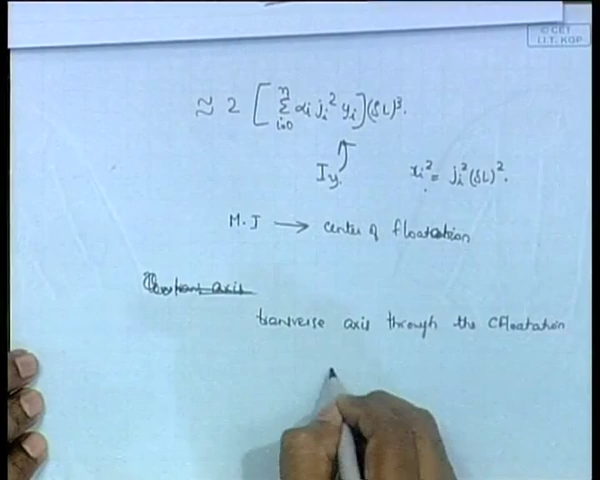 © CET
I.I.T. KGP
≈ 2 [ n Σ i=0 αi ji² yi ] (δL)³.
Iy.
xi² = ji² (δL)².
M.I → center of floatation
transverse axis through the CFloatation